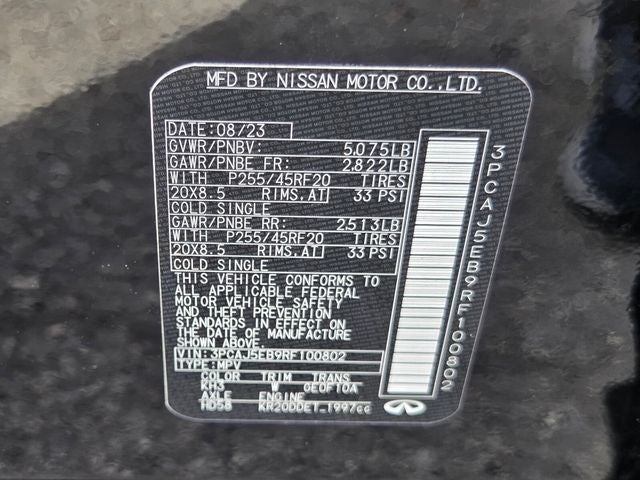 MFD BY NISSAN MOTOR CO.,LTD.
DATE:08/23
GVWR/PNBV: 5,075LB
GAWR/PNBE FR: 2,822LB
WITH P255/45RF20 TIRES
20X8.5 RIMS,AT 33 PSI
COLD SINGLE
GAWR/PNBE RR: 2,513LB
WITH P255/45RF20 TIRES
20X8.5 RIMS,AT 33 PSI
COLD SINGLE
THIS VEHICLE CONFORMS TO
ALL APPLICABLE FEDERAL
MOTOR VEHICLE SAFETY
AND THEFT PREVENTION
STANDARDS IN EFFECT ON
THE DATE OF MANUFACTURE
SHOWN ABOVE.
VIN: 3PCAJ5EB9RF100802
TYPE: MPV
COLOR TRIM TRANS
KH3 W GE0F10A
AXLE ENGINE
HD58 KR20DDET 1997cc
3PCAJ5EB9RF100802